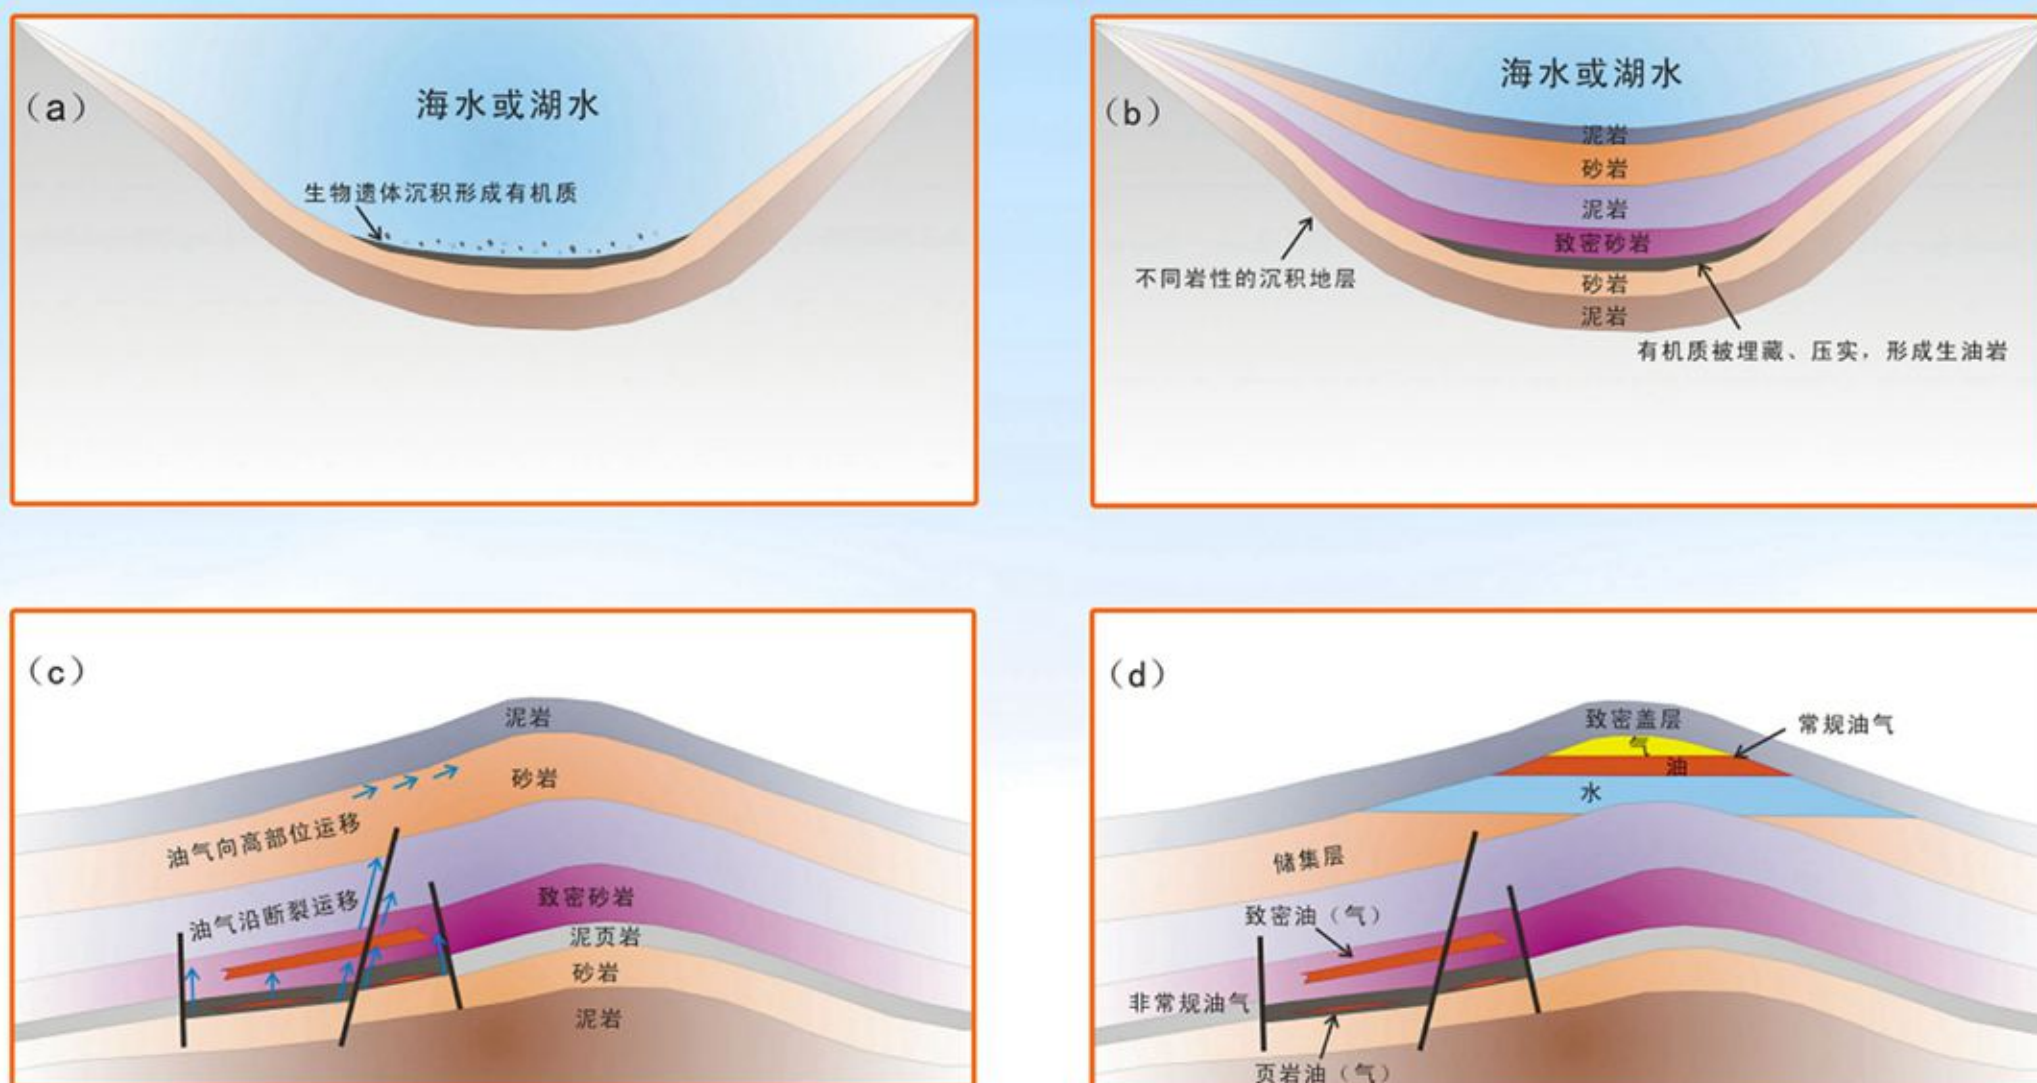 (a)
海水或湖水
生物遗体沉积形成有机质
(b)
海水或湖水
泥岩
砂岩
泥岩
致密砂岩
砂岩
泥岩
不同岩性的沉积地层
有机质被埋藏、压实，形成生油岩
(c)
泥岩
砂岩
油气向高部位运移
油气沿断裂运移
致密砂岩
泥页岩
砂岩
泥岩
(d)
致密盖层
常规油气
气
油
水
储集层
致密油（气）
非常规油气
页岩油（气）